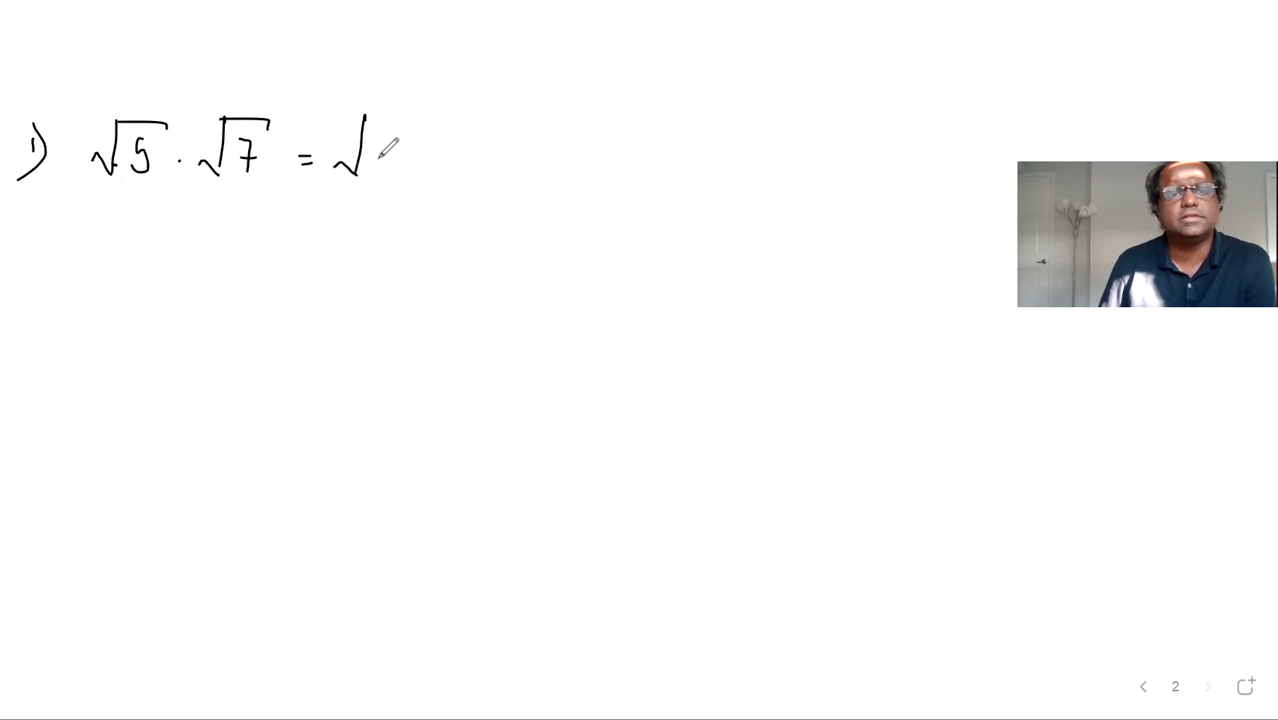 1) √5 · √7 = √
2